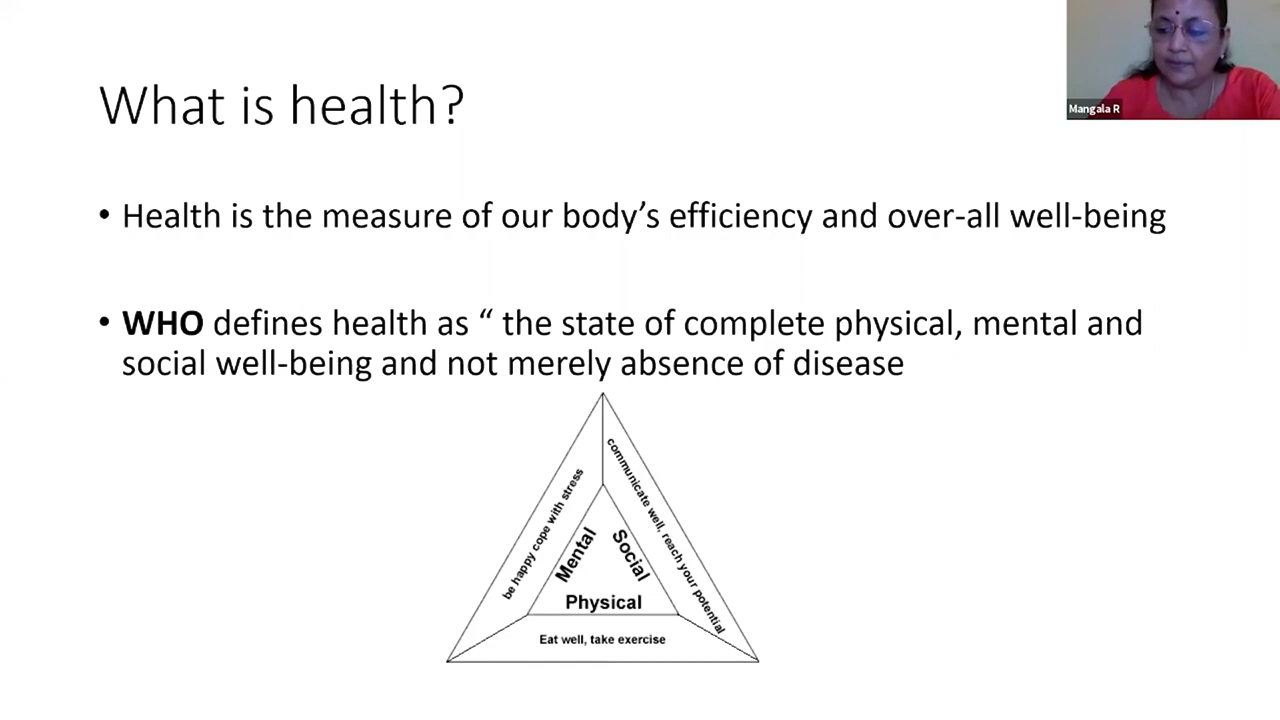 What is health?
Mangala R
• Health is the measure of our body’s efficiency and over-all well-being
• WHO defines health as “ the state of complete physical, mental and
social well-being and not merely absence of disease
be happy cope with stress
communicate well, reach your potential
Mental
Social
Physical
Eat well, take exercise